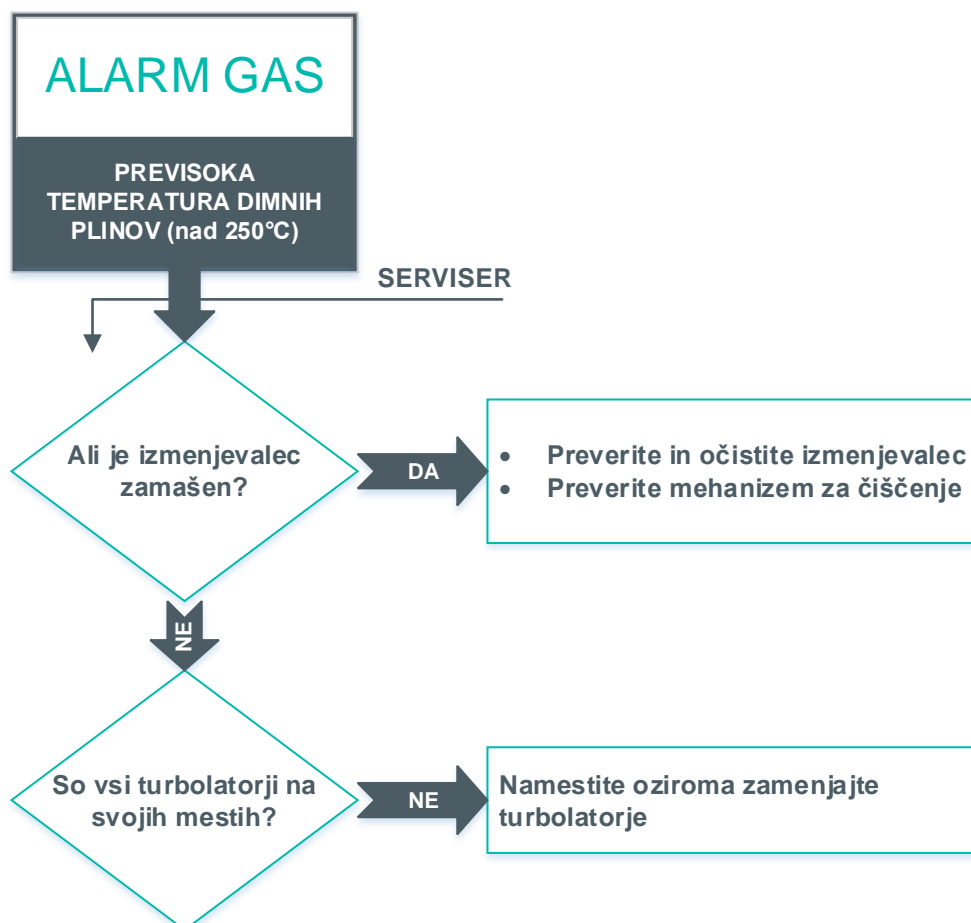 ALARM GAS
PREVISOKA
TEMPERATURA DIMNIH
PLINOV (nad 250°C)
SERVISER
Ali je izmenjevalec
zamašen?
DA
• Preverite in očistite izmenjevalec
• Preverite mehanizem za čiščenje
NE
So vsi turbolatorji na
svojih mestih?
NE
Namestite oziroma zamenjajte
turbolatorje